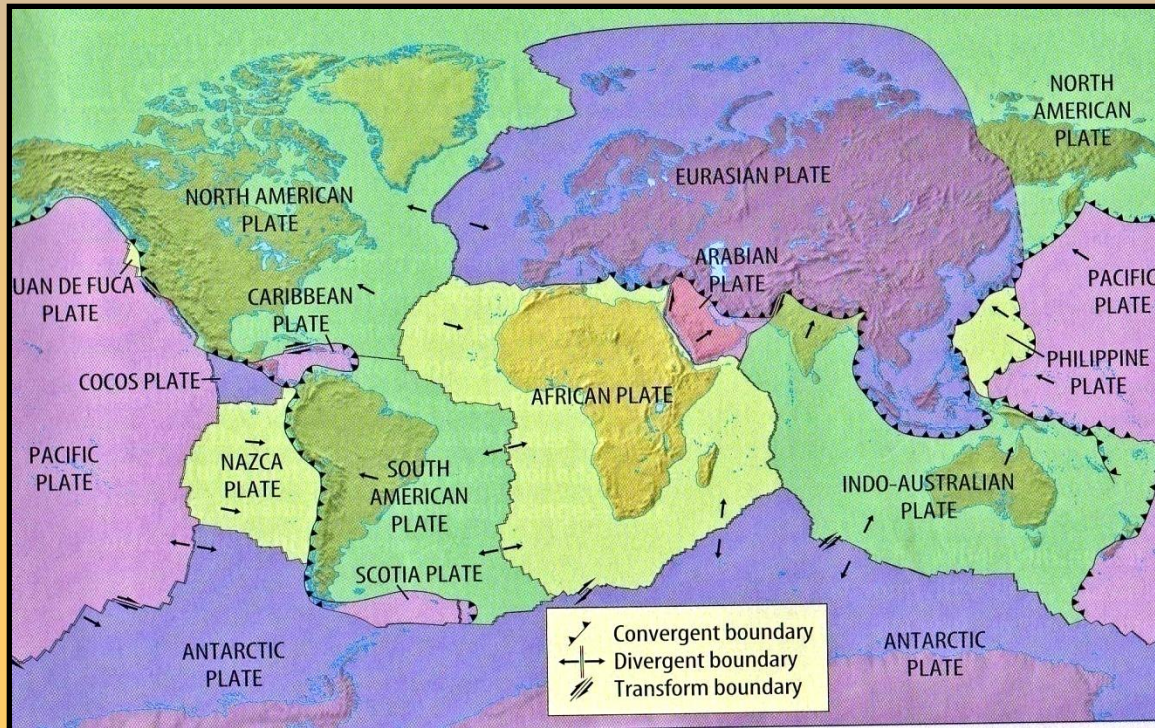 NORTH
AMERICAN
PLATE
EURASIAN PLATE
NORTH AMERICAN
PLATE
ARABIAN
PLATE
UAN DE FUCA
PLATE
CARIBBEAN
PLATE
PACIFIC
PLATE
PHILIPPINE
PLATE
COCOS PLATE
AFRICAN PLATE
PACIFIC
PLATE
NAZCA
PLATE
SOUTH
AMERICAN
PLATE
INDO-AUSTRALIAN
PLATE
SCOTIA PLATE
ANTARCTIC
PLATE
Convergent boundary
Divergent boundary
Transform boundary
ANTARCTIC
PLATE